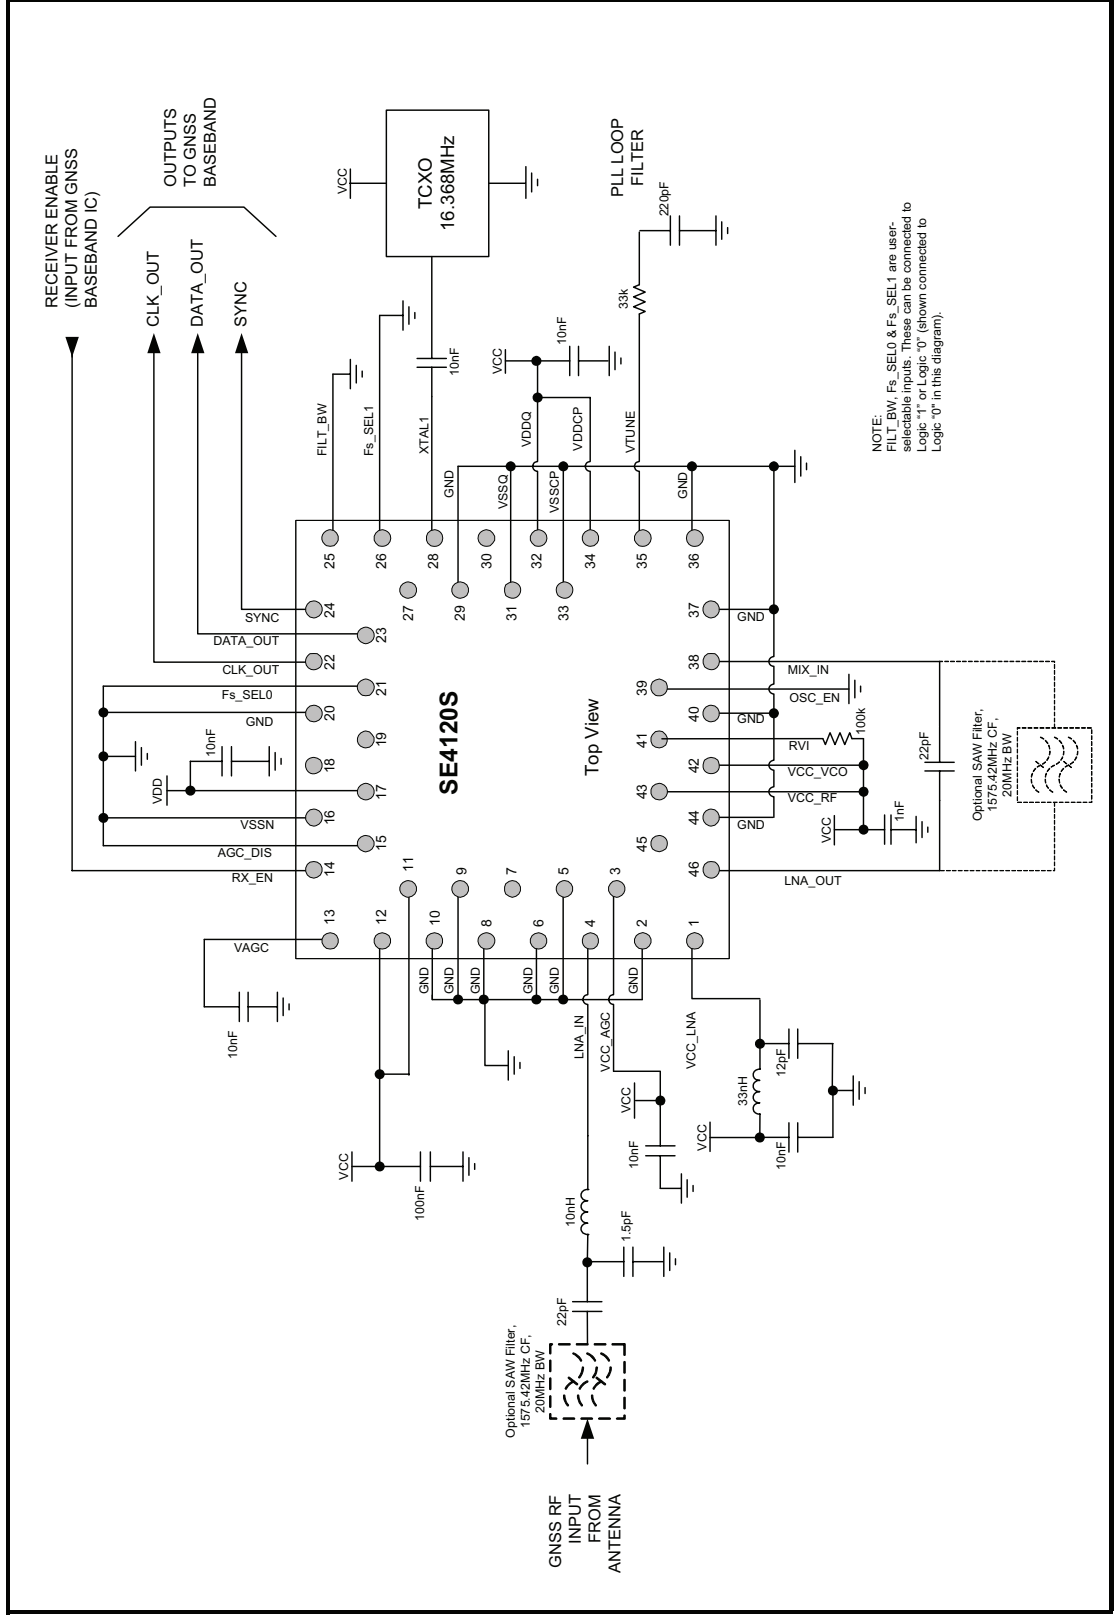 RECEIVER ENABLE
(INPUT FROM GNSS
BASEBAND IC)
OUTPUTS
TO GNSS
BASEBAND
CLK_OUT
DATA_OUT
SYNC
VCC
TCXO
16.368MHz
PLL LOOP
FILTER
220pF
33k
10nF
VCC
10nF
FILT_BW
Fs_SEL1
XTAL1
GND
VSSQ
VDDQ
VSSCP
VDDCP
VTUNE
GND
NOTE:
FILT_BW, Fs_SEL0 & Fs_SEL1 are user-
selectable inputs. These can be connected to
Logic “1” or Logic “0” (shown connected to
Logic “0” in this diagram).
25
26
28
30
32
34
35
36
27
29
31
33
SYNC
24
DATA_OUT
23
CLK_OUT
22
Fs_SEL0
21
GND
20
19
10nF
18
VDD
17
VSSN
16
AGC_DIS
15
RX_EN
14
SE4120S
Top View
37
GND
38
MIX_IN
39
OSC_EN
40
GND
41
RVI
100k
42
VCC_VCO
43
VCC_RF
44
GND
45
46
LNA_OUT
VCC
1nF
22pF
Optional SAW Filter,
1575.42MHz CF,
20MHz BW
11
9
7
5
3
13
12
10
8
6
4
2
1
VAGC
10nF
GND
GND
GND
GND
GND
GND
LNA_IN
VCC_AGC
VCC_LNA
VCC
100nF
VCC
10nF
33nH
12pF
VCC
10nF
10nH
1.5pF
22pF
Optional SAW Filter,
1575.42MHz CF,
20MHz BW
GNSS RF
INPUT
FROM
ANTENNA